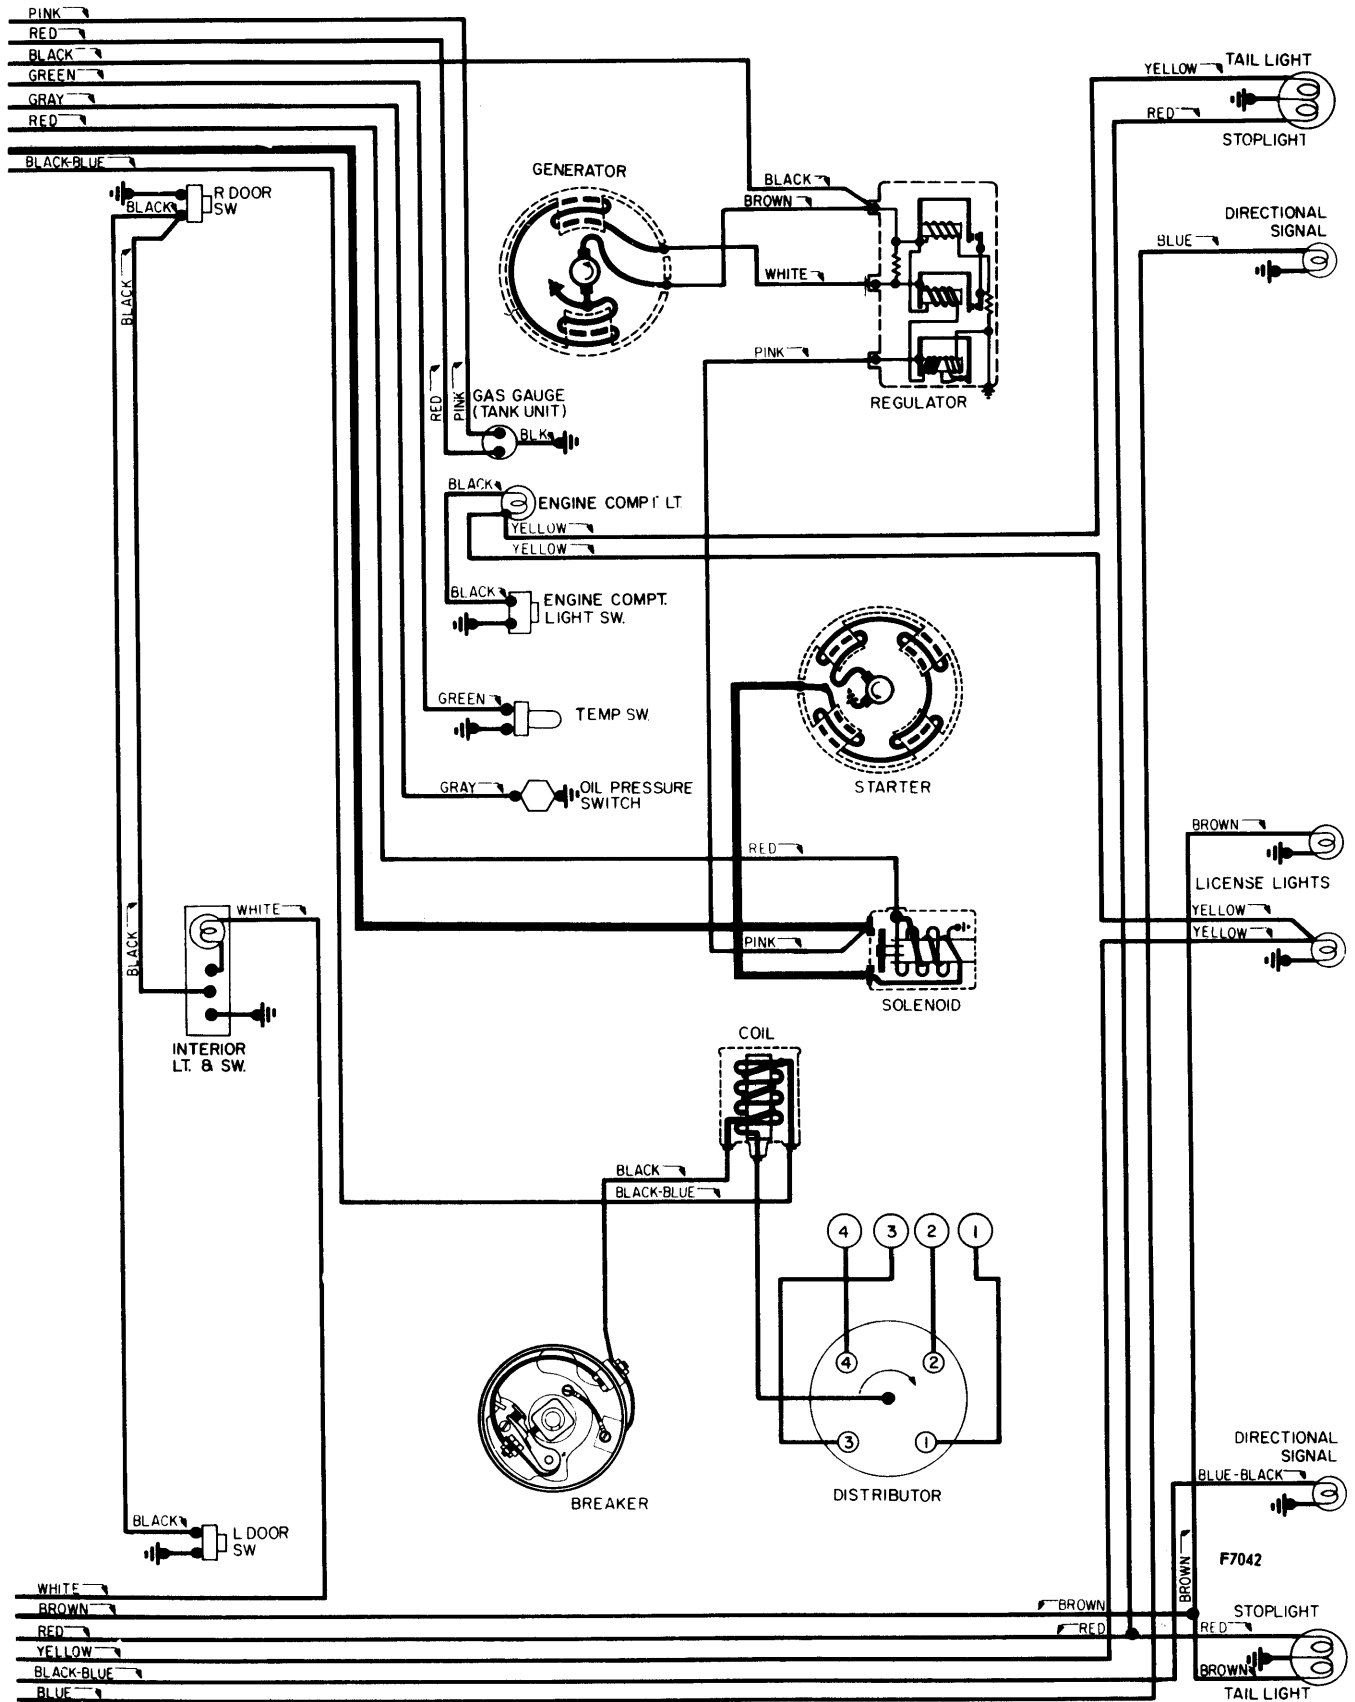 PINK
RED
BLACK
GREEN
GRAY
RED
BLACK-BLUE
R DOOR
SW
BLACK
BLACK
GENERATOR
BLACK
BROWN
WHITE
PINK
REGULATOR
YELLOW
TAIL LIGHT
RED
STOPLIGHT
DIRECTIONAL
SIGNAL
BLUE
RED
PINK
GAS GAUGE
(TANK UNIT)
BLK
BLACK
ENGINE COMPT LT
YELLOW
YELLOW
BLACK
ENGINE COMPT.
LIGHT SW.
GREEN
TEMP SW.
GRAY
OIL PRESSURE
SWITCH
STARTER
RED
PINK
SOLENOID
BROWN
LICENSE LIGHTS
YELLOW
YELLOW
WHITE
BLACK
INTERIOR
LT. & SW.
COIL
BLACK
BLACK-BLUE
4 3 2 1
4 2
3 1
BREAKER
DISTRIBUTOR
DIRECTIONAL
SIGNAL
BLUE-BLACK
BLACK
L DOOR
SW
F7042
BROWN
WHITE
BROWN
RED
YELLOW
BLACK-BLUE
BLUE
BROWN
RED
STOPLIGHT
RED
BROWN
TAIL LIGHT